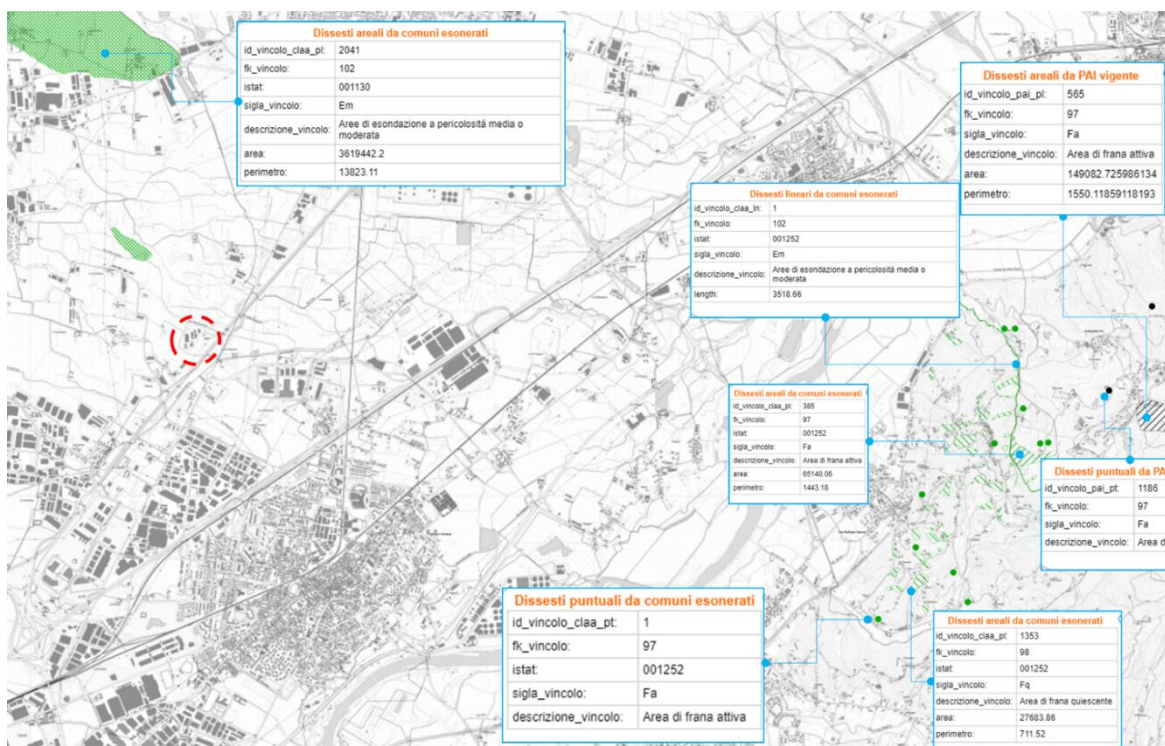 Dissesti areali da comuni esonerati
id_vincolo_claa_pl: 2041
fk_vincolo: 102
istat: 001130
sigla_vincolo: Em
descrizione_vincolo: Aree di esondazione a pericolosità media o
moderata
area: 3619442.2
perimetro: 13823.11
Dissesti areali da PAI vigente
id_vincolo_pai_pl: 565
fk_vincolo: 97
sigla_vincolo: Fa
descrizione_vincolo: Area di frana attiva
area: 149082.725986134
perimetro: 1550.11859118193
Dissesti lineari da comuni esonerati
id_vincolo_claa_ln: 1
fk_vincolo: 102
istat: 001252
sigla_vincolo: Em
descrizione_vincolo: Aree di esondazione a pericolosità media o
moderata
length: 3518.66
Dissesti areali da comuni esonerati
id_vincolo_claa_pl: 385
fk_vincolo: 97
istat: 001252
sigla_vincolo: Fa
descrizione_vincolo: Area di frana attiva
area: 65140.06
perimetro: 1443.18
Dissesti puntuali da PA
id_vincolo_pai_pt: 1186
fk_vincolo: 97
sigla_vincolo: Fa
descrizione_vincolo: Area d
Dissesti puntuali da comuni esonerati
id_vincolo_claa_pt: 1
fk_vincolo: 97
istat: 001252
sigla_vincolo: Fa
descrizione_vincolo: Area di frana attiva
Dissesti areali da comuni esonerati
id_vincolo_claa_pl: 1353
fk_vincolo: 98
istat: 001252
sigla_vincolo: Fq
descrizione_vincolo: Area di frana quiescente
area: 27683.86
perimetro: 711.52